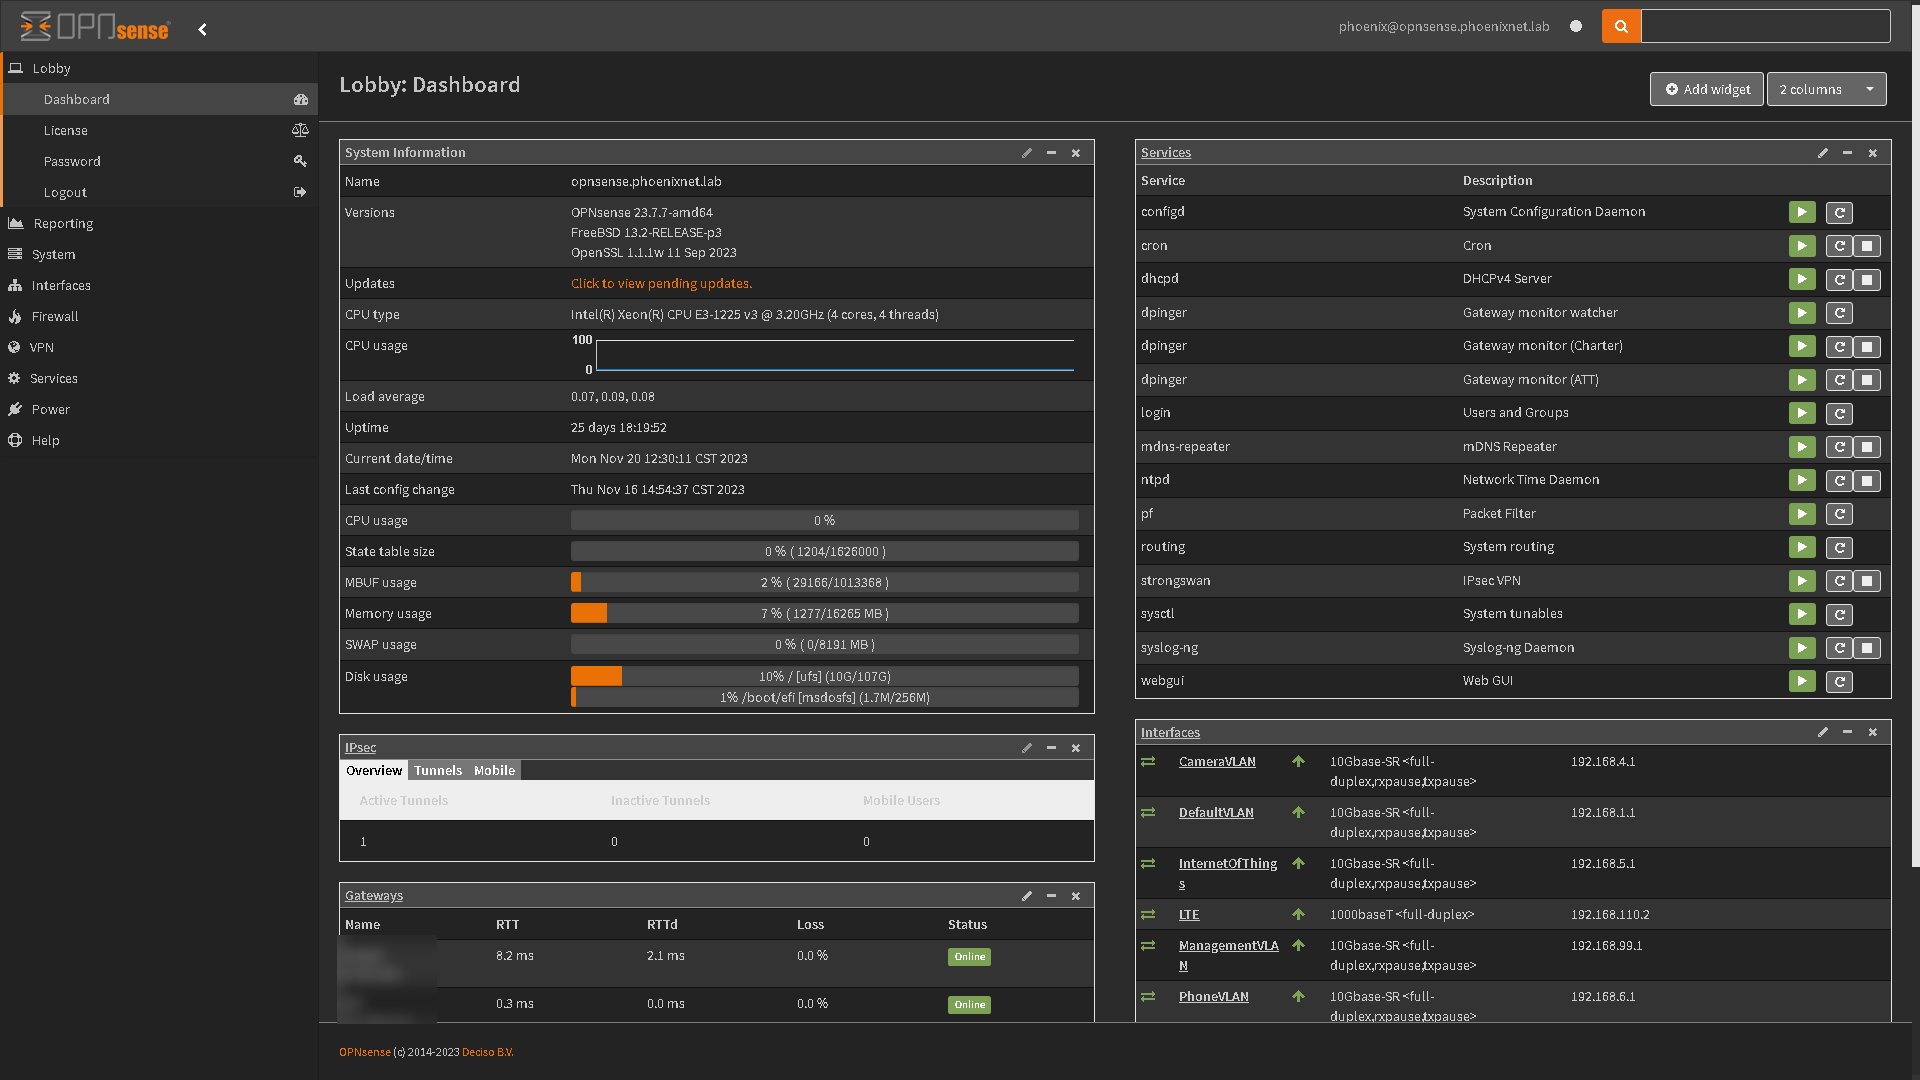 OPNsense
phoenix@opnsense.phoenixnet.lab
Lobby
Dashboard
License
Password
Logout
Reporting
System
Interfaces
Firewall
VPN
Services
Power
Help
Lobby: Dashboard
Add widget
2 columns
System Information
Name opnsense.phoenixnet.lab
Versions OPNsense 23.7.7-amd64
FreeBSD 13.2-RELEASE-p3
OpenSSL 1.1.1w 11 Sep 2023
Updates Click to view pending updates.
CPU type Intel(R) Xeon(R) CPU E3-1225 v3 @ 3.20GHz (4 cores, 4 threads)
CPU usage 100
0
Load average 0.07, 0.09, 0.08
Uptime 25 days 18:19:52
Current date/time Mon Nov 20 12:30:11 CST 2023
Last config change Thu Nov 16 14:54:37 CST 2023
CPU usage 0 %
State table size 0 % ( 1204/1626000 )
MBUF usage 2 % ( 29166/1013368 )
Memory usage 7 % ( 1277/16265 MB )
SWAP usage 0 % ( 0/8191 MB )
Disk usage 10% / [ufs] (10G/107G)
1% /boot/efi [msdosfs] (1.7M/256M)
IPsec
Overview Tunnels Mobile
Active Tunnels Inactive Tunnels Mobile Users
1 0 0
Gateways
Name RTT RTTd Loss Status
8.2 ms 2.1 ms 0.0 % Online
0.3 ms 0.0 ms 0.0 % Online
Services
Service Description
configd System Configuration Daemon
cron Cron
dhcpd DHCPv4 Server
dpinger Gateway monitor watcher
dpinger Gateway monitor (Charter)
dpinger Gateway monitor (ATT)
login Users and Groups
mdns-repeater mDNS Repeater
ntpd Network Time Daemon
pf Packet Filter
routing System routing
strongswan IPsec VPN
sysctl System tunables
syslog-ng Syslog-ng Daemon
webgui Web GUI
Interfaces
CameraVLAN 10Gbase-SR <full- 192.168.4.1
duplex,rxpause,txpause>
DefaultVLAN 10Gbase-SR <full- 192.168.1.1
duplex,rxpause,txpause>
InternetOfThing 10Gbase-SR <full- 192.168.5.1
s duplex,rxpause,txpause>
LTE 1000baseT <full-duplex> 192.168.110.2
ManagementVLA 10Gbase-SR <full- 192.168.99.1
N duplex,rxpause,txpause>
PhoneVLAN 10Gbase-SR <full- 192.168.6.1
duplex,rxpause,txpause>
OPNsense (c) 2014-2023 Deciso B.V.